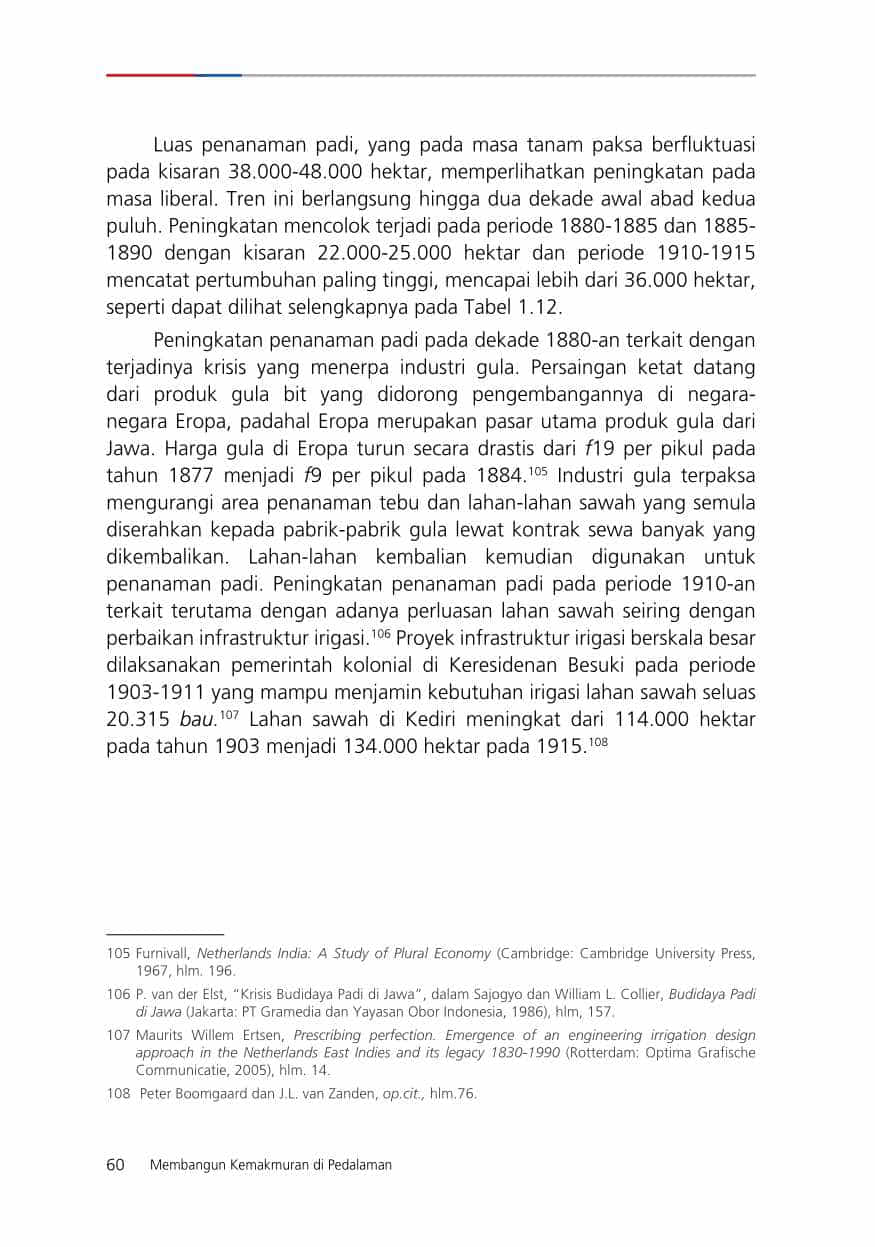 Luas penanaman padi, yang pada masa tanam paksa berfluktuasi
pada kisaran 38.000-48.000 hektar, memperlihatkan peningkatan pada
masa liberal. Tren ini berlangsung hingga dua dekade awal abad kedua
puluh. Peningkatan mencolok terjadi pada periode 1880-1885 dan 1885-
1890 dengan kisaran 22.000-25.000 hektar dan periode 1910-1915
mencatat pertumbuhan paling tinggi, mencapai lebih dari 36.000 hektar,
seperti dapat dilihat selengkapnya pada Tabel 1.12.
Peningkatan penanaman padi pada dekade 1880-an terkait dengan
terjadinya krisis yang menerpa industri gula. Persaingan ketat datang
dari produk gula bit yang didorong pengembangannya di negara-
negara Eropa, padahal Eropa merupakan pasar utama produk gula dari
Jawa. Harga gula di Eropa turun secara drastis dari f19 per pikul pada
tahun 1877 menjadi f9 per pikul pada 1884.105 Industri gula terpaksa
mengurangi area penanaman tebu dan lahan-lahan sawah yang semula
diserahkan kepada pabrik-pabrik gula lewat kontrak sewa banyak yang
dikembalikan. Lahan-lahan kembalian kemudian digunakan untuk
penanaman padi. Peningkatan penanaman padi pada periode 1910-an
terkait terutama dengan adanya perluasan lahan sawah seiring dengan
perbaikan infrastruktur irigasi.106 Proyek infrastruktur irigasi berskala besar
dilaksanakan pemerintah kolonial di Keresidenan Besuki pada periode
1903-1911 yang mampu menjamin kebutuhan irigasi lahan sawah seluas
20.315 bau.107 Lahan sawah di Kediri meningkat dari 114.000 hektar
pada tahun 1903 menjadi 134.000 hektar pada 1915.108
105 Furnivall, Netherlands India: A Study of Plural Economy (Cambridge: Cambridge University Press,
1967, hlm. 196.
106 P. van der Elst, “Krisis Budidaya Padi di Jawa”, dalam Sajogyo dan William L. Collier, Budidaya Padi
di Jawa (Jakarta: PT Gramedia dan Yayasan Obor Indonesia, 1986), hlm, 157.
107 Maurits Willem Ertsen, Prescribing perfection. Emergence of an engineering irrigation design
approach in the Netherlands East Indies and its legacy 1830-1990 (Rotterdam: Optima Grafische
Communicatie, 2005), hlm. 14.
108 Peter Boomgaard dan J.L. van Zanden, op.cit., hlm.76.
60 Membangun Kemakmuran di Pedalaman